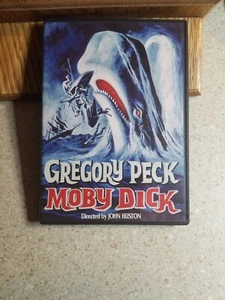 GREGORY PECK
MOBY DICK
Directed by JOHN HUSTON